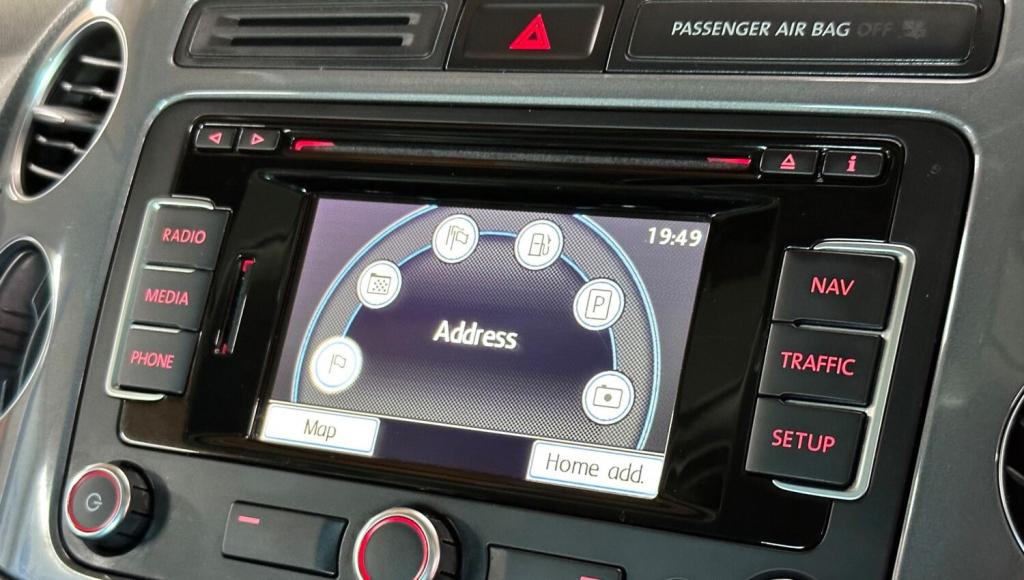 PASSENGER AIR BAG OFF
i
RADIO
MEDIA
PHONE
19:49
P
Address
Map
Home add.
NAV
TRAFFIC
SETUP